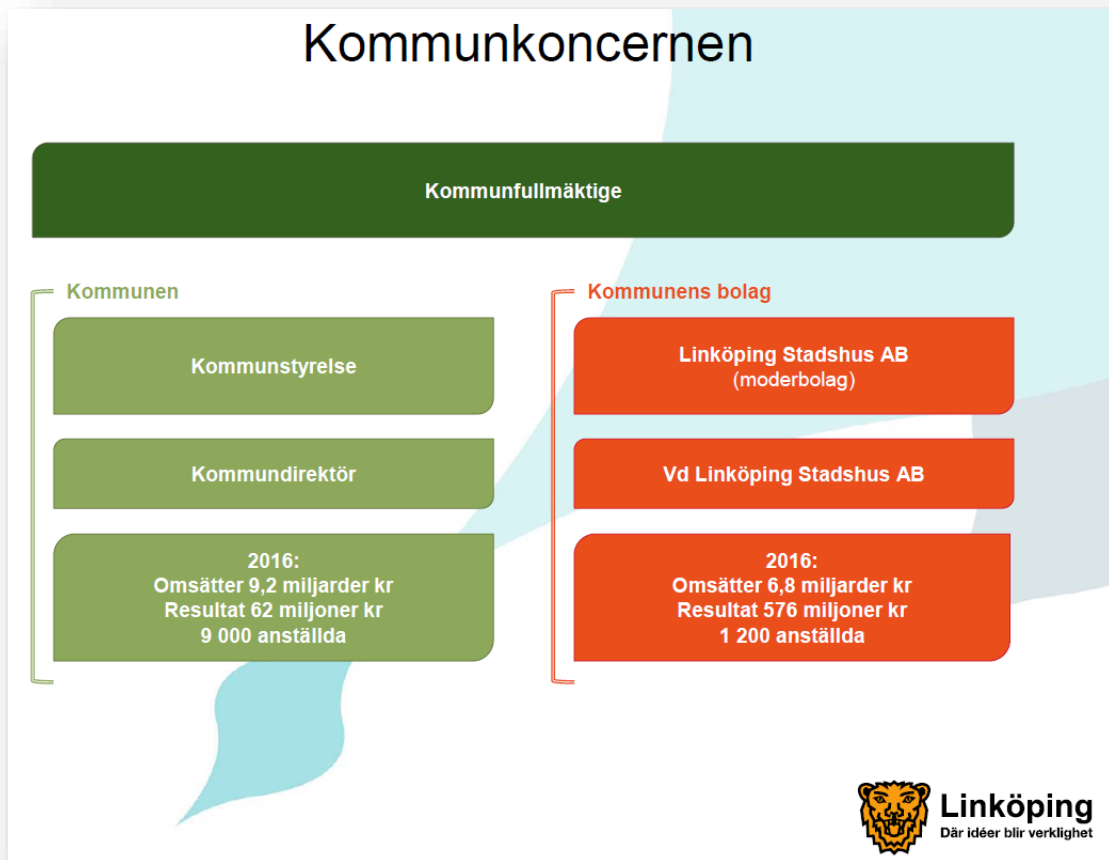 Kommunkoncernen
Kommunfullmäktige
Kommunen
Kommunstyrelse
Kommundirektör
2016:
Omsätter 9,2 miljarder kr
Resultat 62 miljoner kr
9 000 anställda
Kommunens bolag
Linköping Stadshus AB
(moderbolag)
Vd Linköping Stadshus AB
2016:
Omsätter 6,8 miljarder kr
Resultat 576 miljoner kr
1 200 anställda
Linköping
Där idéer blir verklighet